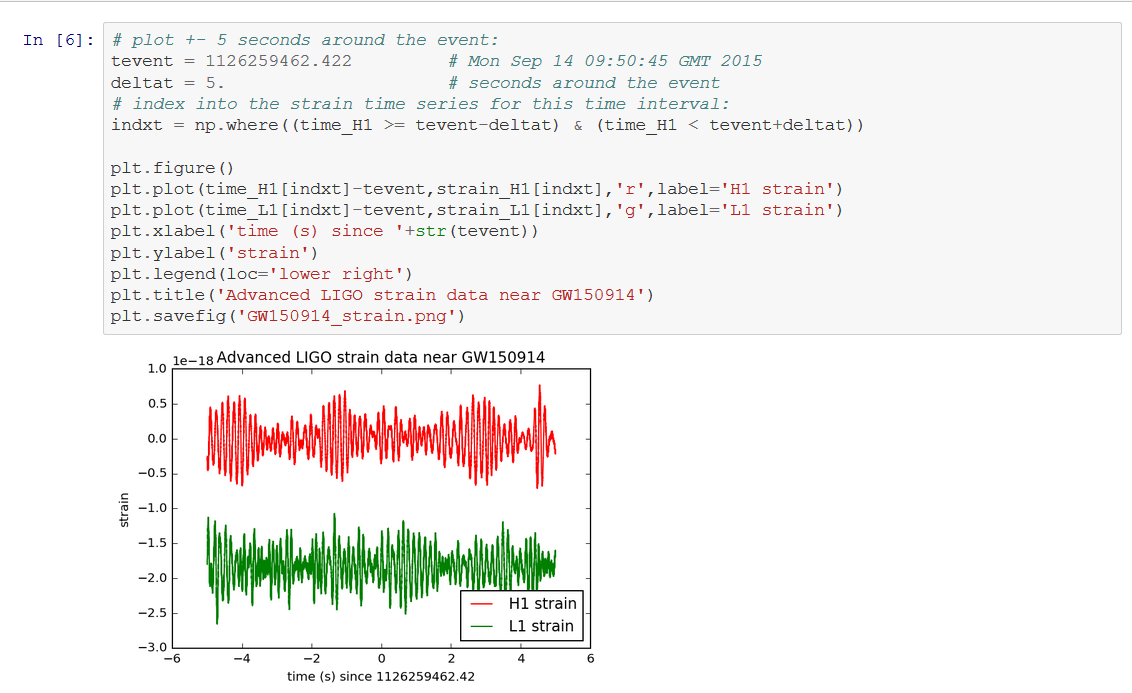 In [6]: # plot +- 5 seconds around the event:
tevent = 1126259462.422         # Mon Sep 14 09:50:45 GMT 2015
deltat = 5.                     # seconds around the event
# index into the strain time series for this time interval:
indxt = np.where((time_H1 >= tevent-deltat) & (time_H1 < tevent+deltat))
plt.figure()
plt.plot(time_H1[indxt]-tevent,strain_H1[indxt],'r',label='H1 strain')
plt.plot(time_L1[indxt]-tevent,strain_L1[indxt],'g',label='L1 strain')
plt.xlabel('time (s) since '+str(tevent))
plt.ylabel('strain')
plt.legend(loc='lower right')
plt.title('Advanced LIGO strain data near GW150914')
plt.savefig('GW150914_strain.png')
1e−18 Advanced LIGO strain data near GW150914
1.0
0.5
0.0
−0.5
−1.0
−1.5
−2.0
−2.5
−3.0
strain
H1 strain
L1 strain
−6 −4 −2 0 2 4 6
time (s) since 1126259462.42